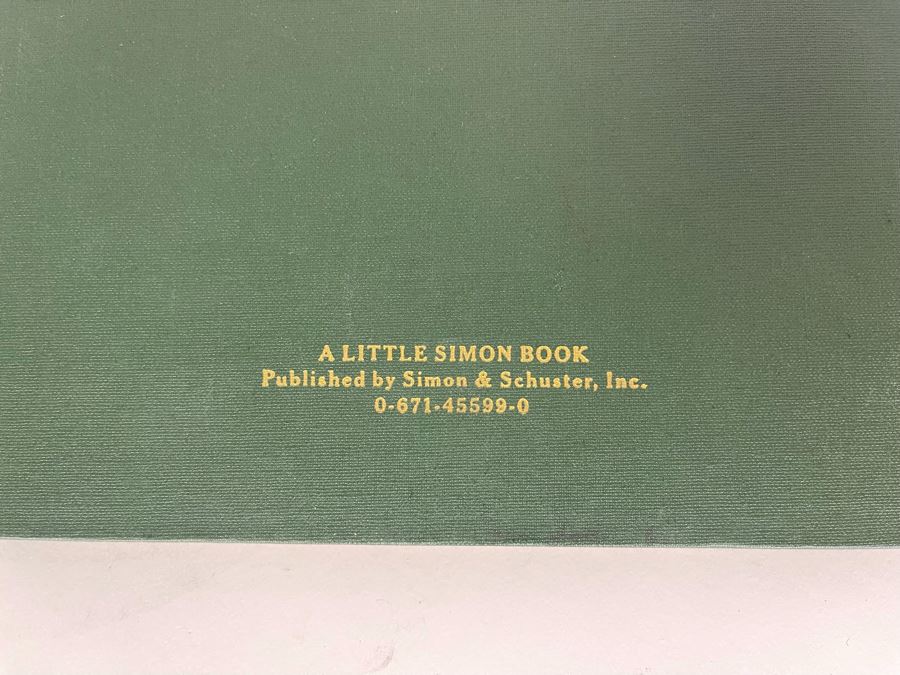 A LITTLE SIMON BOOK
Published by Simon & Schuster, Inc.
0-671-45599-0